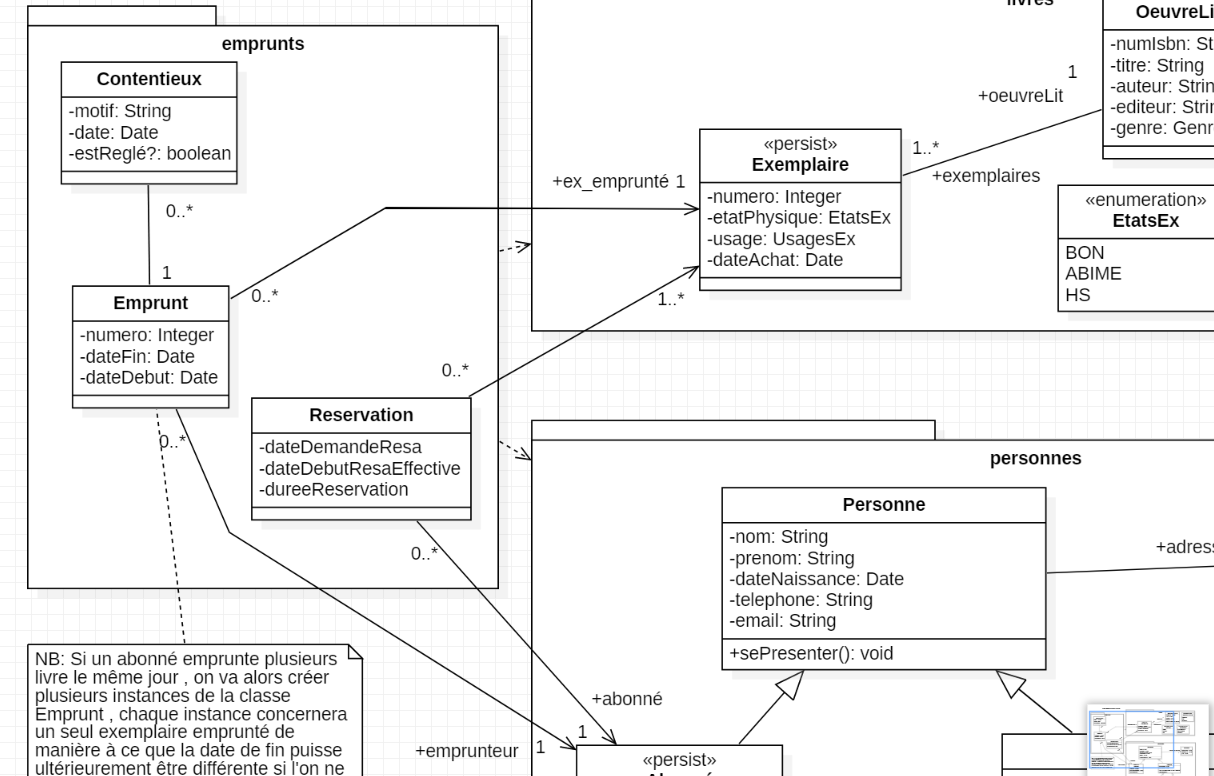 emprunts
Contentieux
-motif: String
-date: Date
-estReglé?: boolean
0..*
1
Emprunt
-numero: Integer
-dateFin: Date
-dateDebut: Date
0..*
0..*
Reservation
-dateDemandeResa
-dateDebutResaEffective
-dureeReservation
0..*
0..*
NB: Si un abonné emprunte plusieurs
livre le même jour , on va alors créer
plusieurs instances de la classe
Emprunt , chaque instance concernera
un seul exemplaire emprunté de
manière à ce que la date de fin puisse
ultérieurement être différente si l'on ne
livres
+ex_emprunté 1
«persist»
Exemplaire
-numero: Integer
-etatPhysique: EtatsEx
-usage: UsagesEx
-dateAchat: Date
1..*
1..*
+exemplaires
1
+oeuvreLit
OeuvreLi
-numIsbn: St
-titre: String
-auteur: Strin
-editeur: Strin
-genre: Genr
«enumeration»
EtatsEx
BON
ABIME
HS
personnes
Personne
-nom: String
-prenom: String
-dateNaissance: Date
-telephone: String
-email: String
+sePresenter(): void
+adress
+abonné
1
+emprunteur 1
«persist»